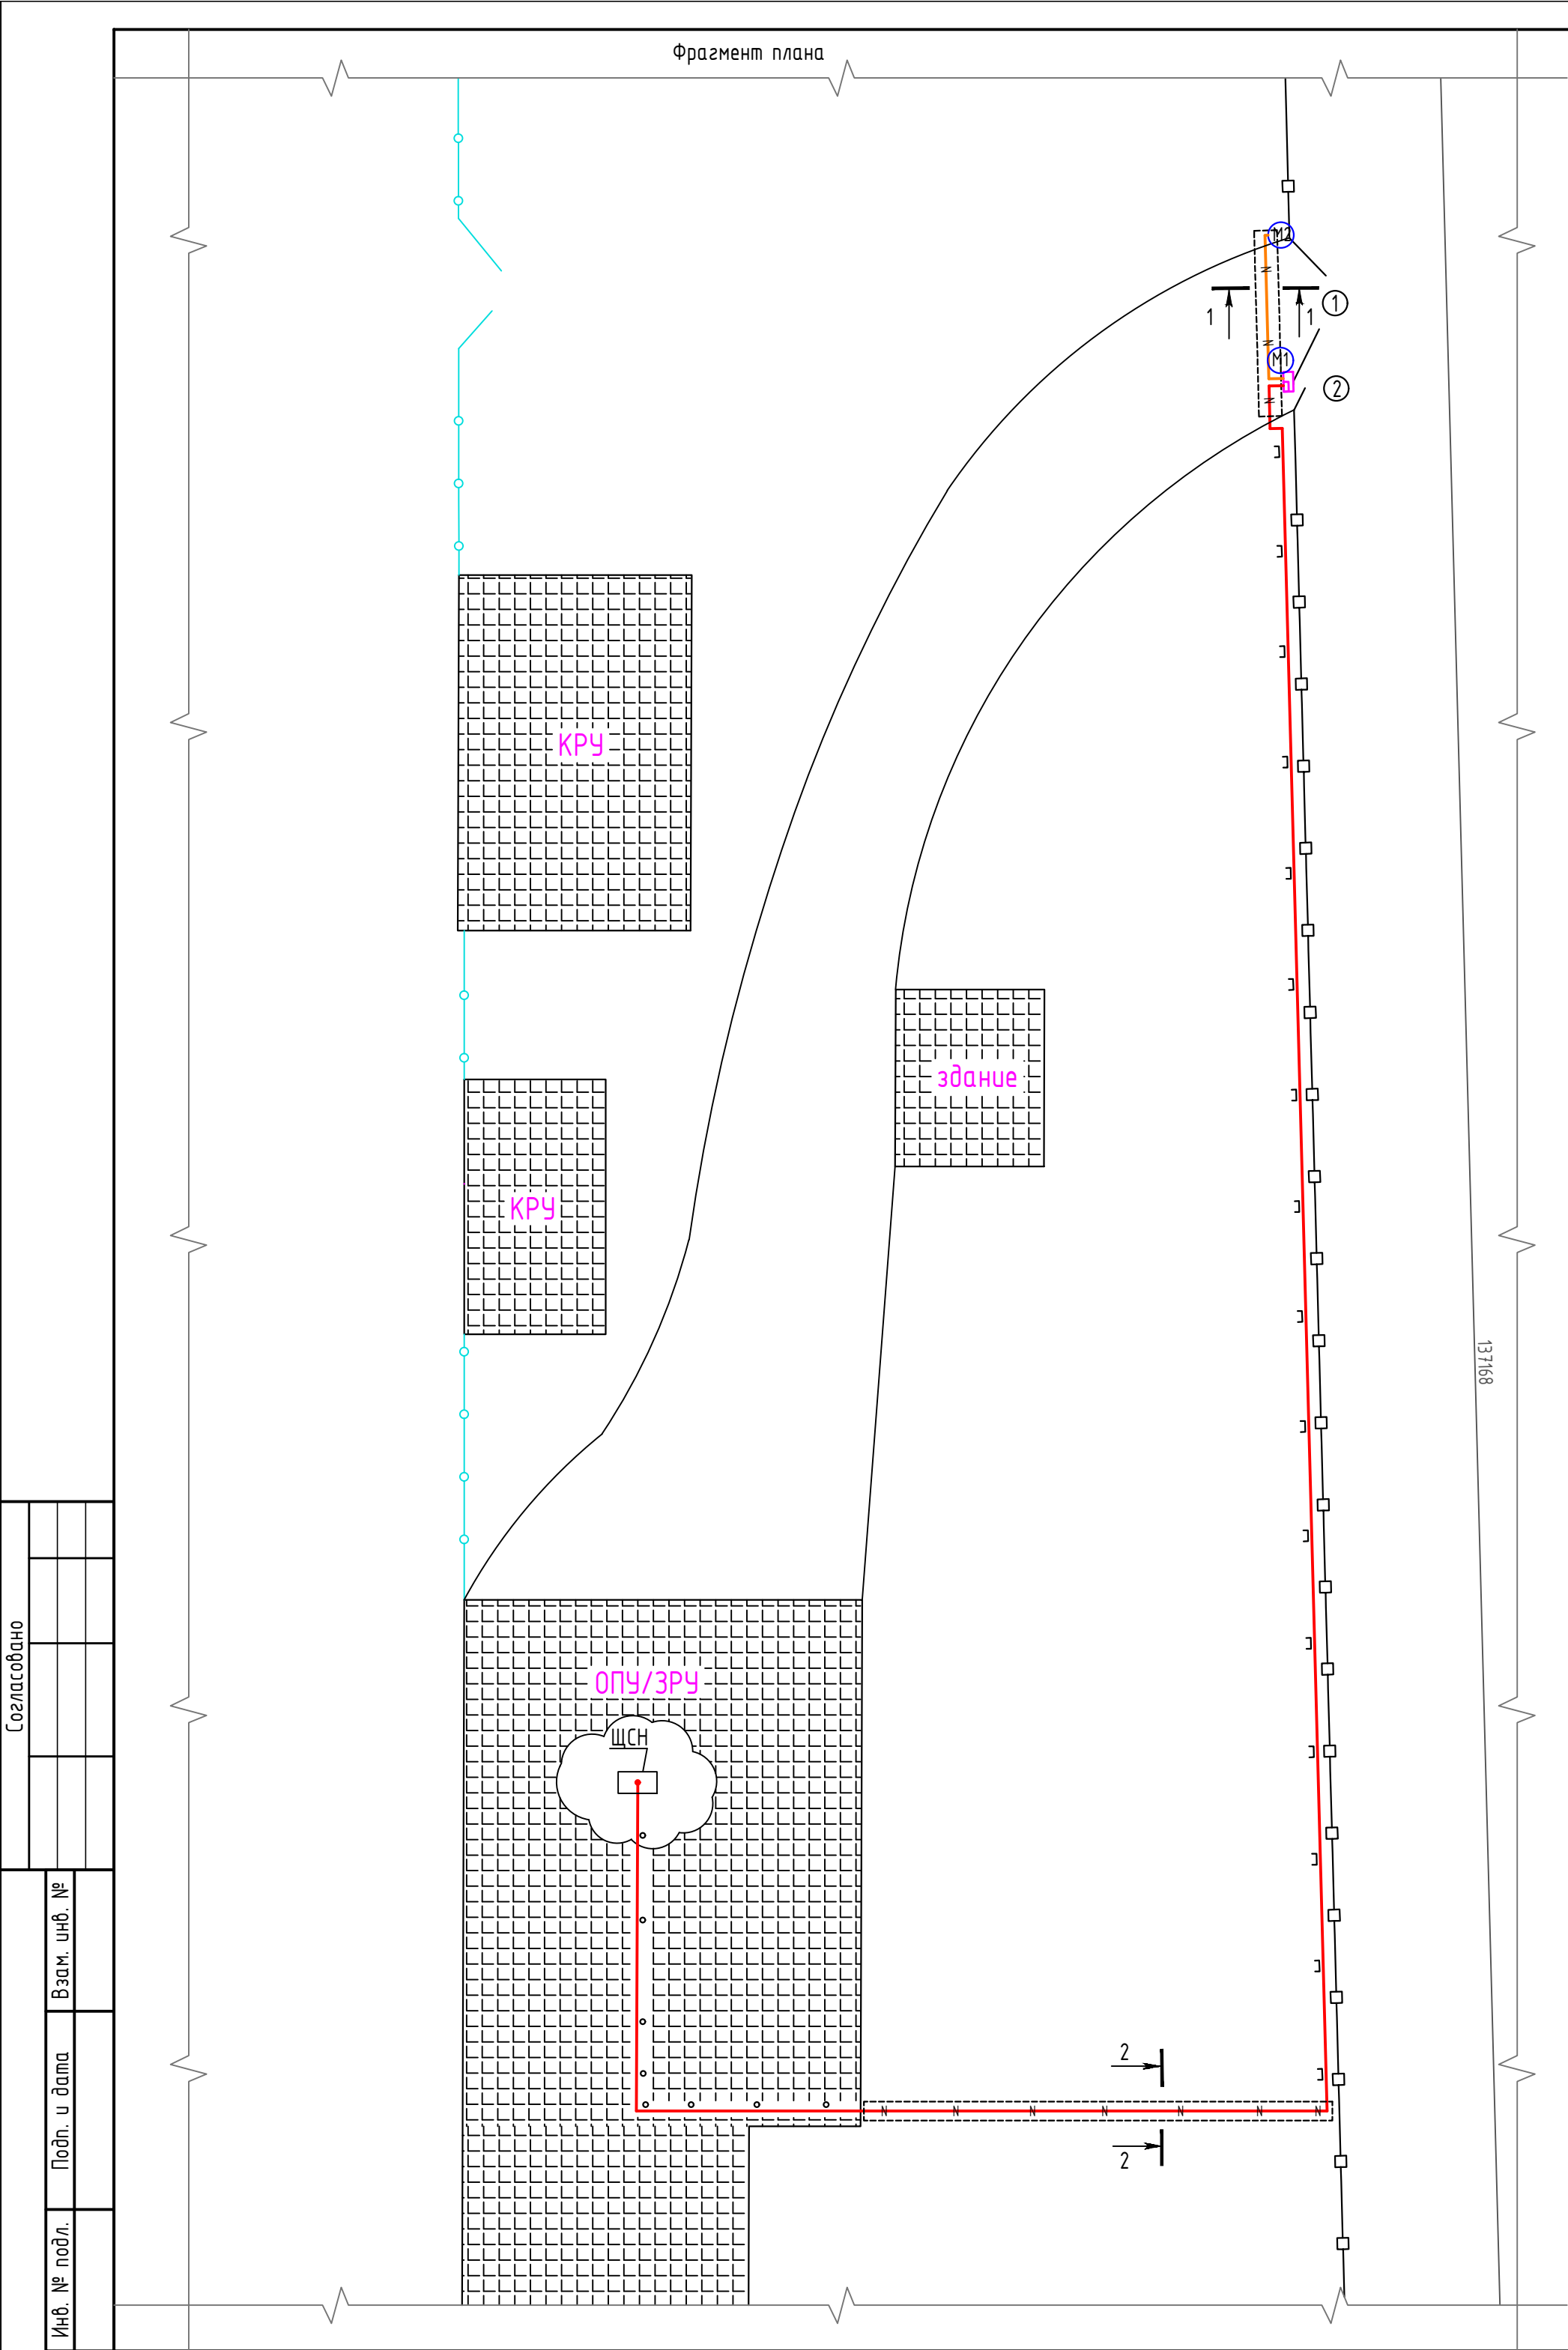 Фрагмент плана
М2
1
1
1
М1
2
КРУ
здание
КРУ
137168
ОПУ/ЗРУ
ЩСН
2
N N N N N N N
2
Согласовано
Взам. инв. №
Подп. и дата
Инв. № подл.